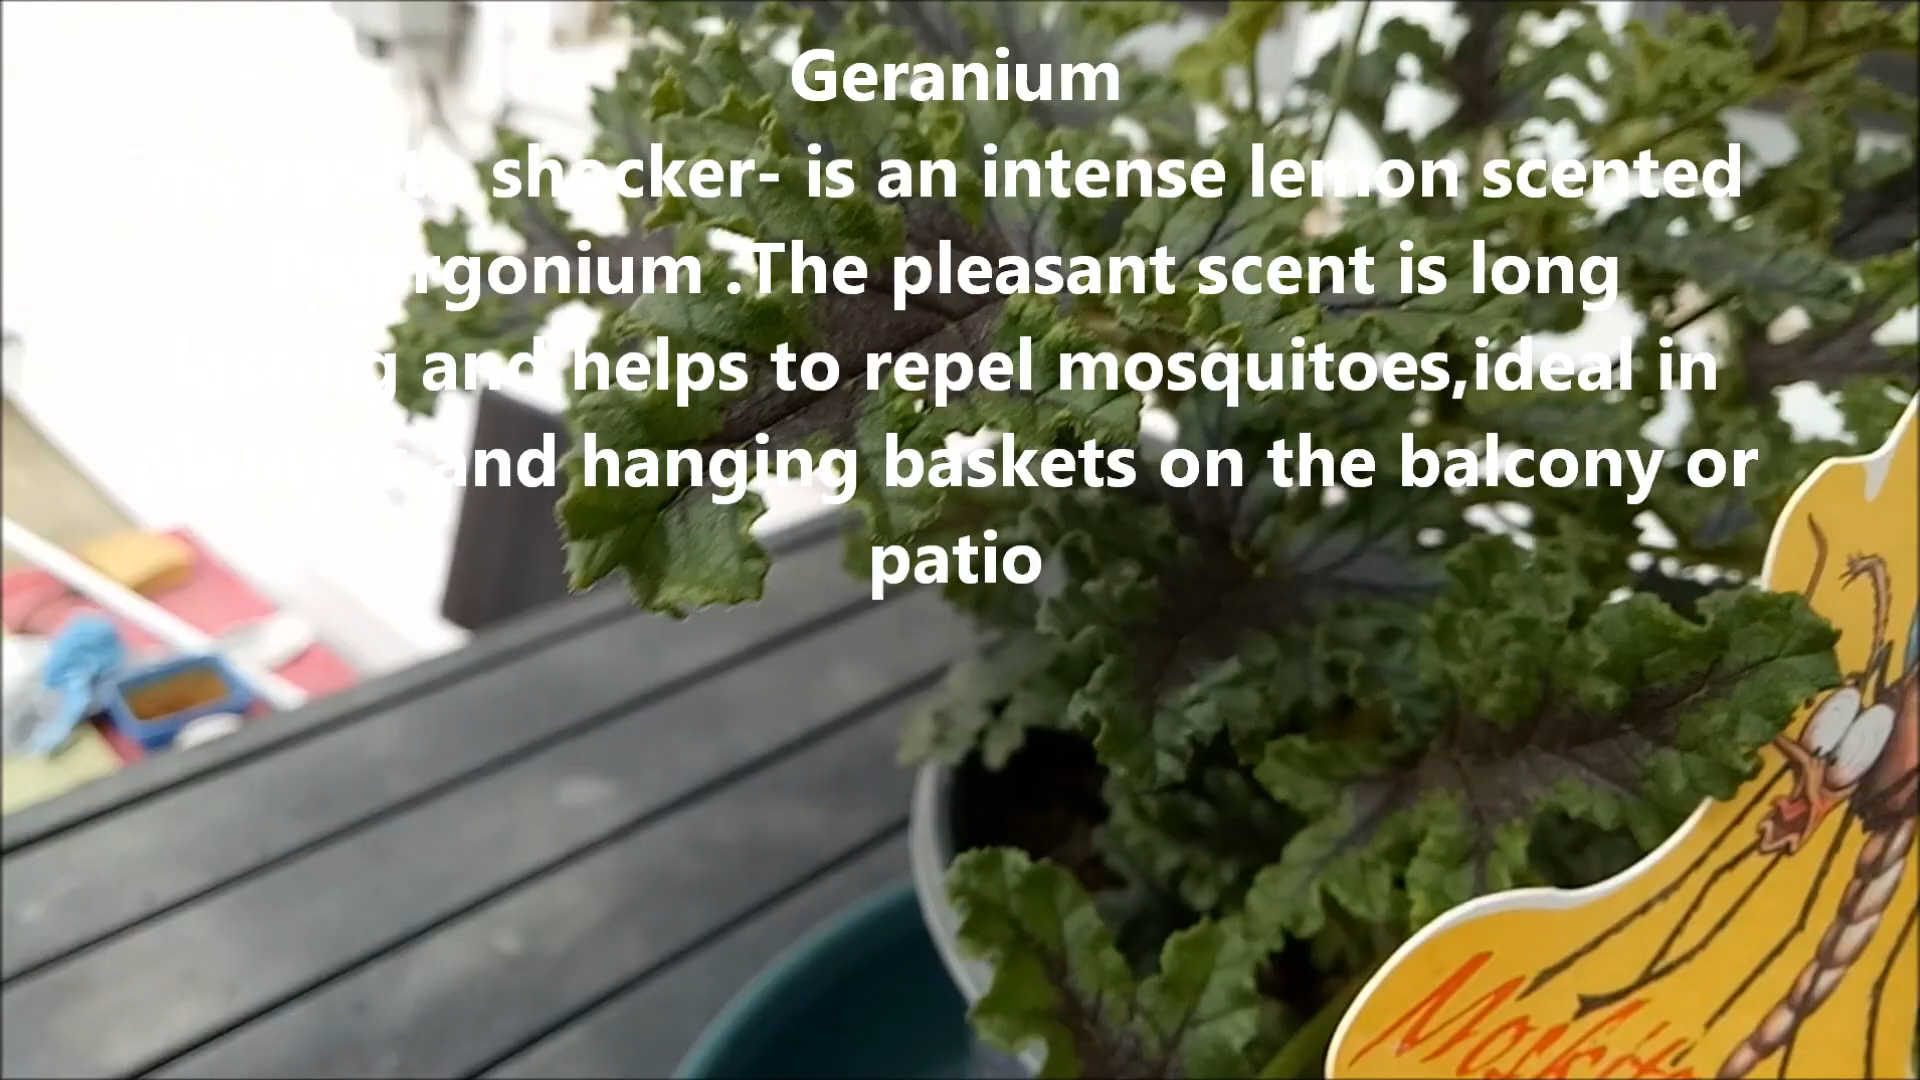 Geranium
shocker- is an intense lemon scented
.The pleasant scent is long
and helps to repel mosquitoes,ideal in
and hanging baskets on the balcony or
patio